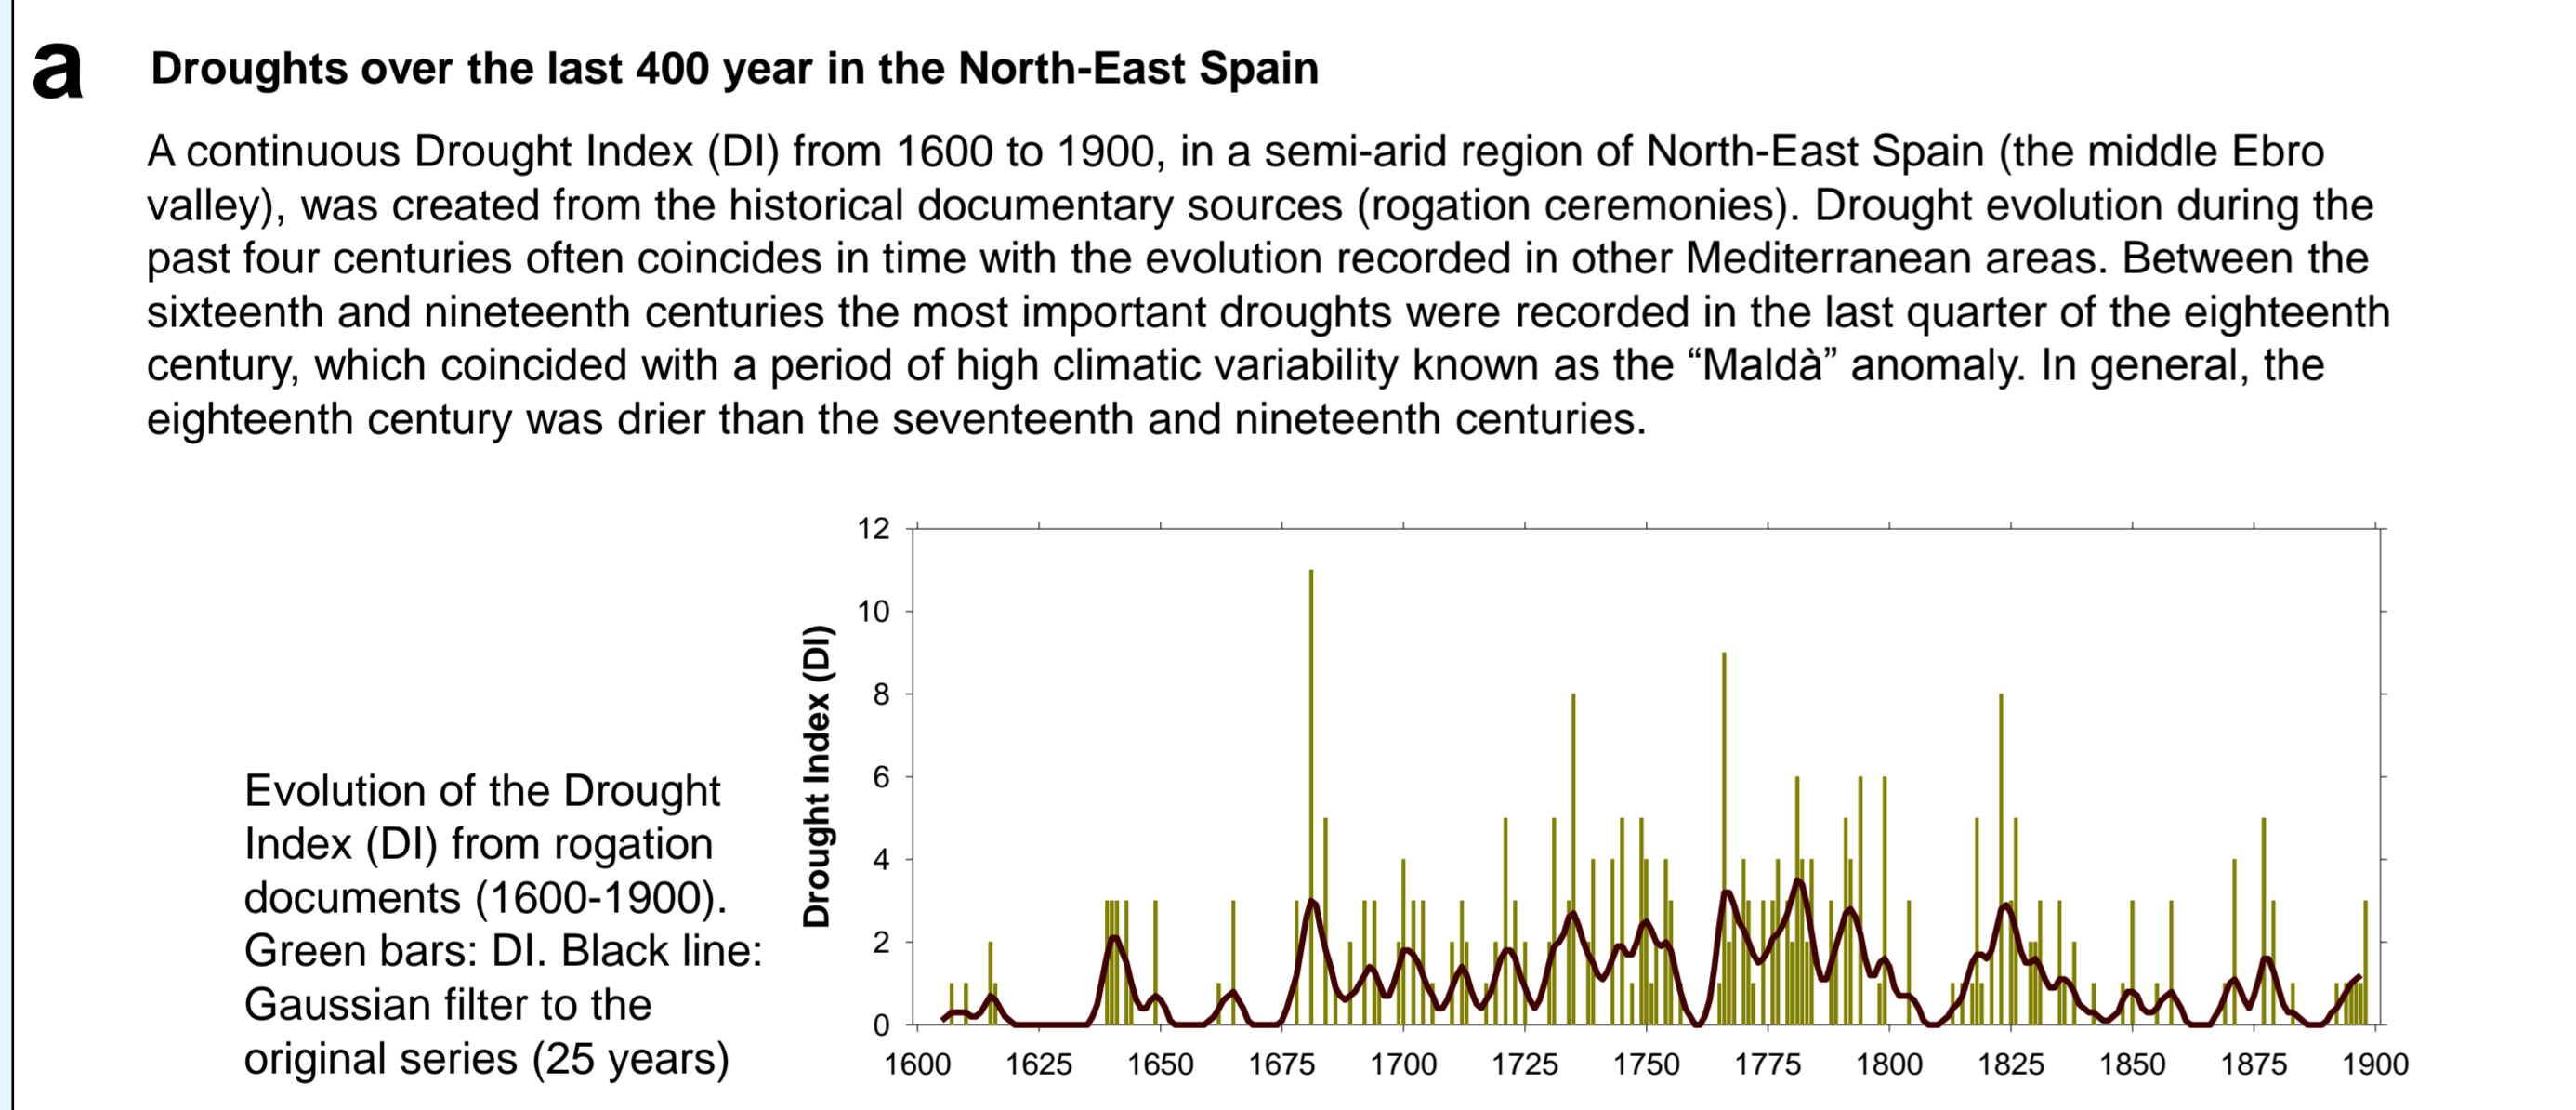 a
Droughts over the last 400 year in the North-East Spain
A continuous Drought Index (DI) from 1600 to 1900, in a semi-arid region of North-East Spain (the middle Ebro
valley), was created from the historical documentary sources (rogation ceremonies). Drought evolution during the
past four centuries often coincides in time with the evolution recorded in other Mediterranean areas. Between the
sixteenth and nineteenth centuries the most important droughts were recorded in the last quarter of the eighteenth
century, which coincided with a period of high climatic variability known as the “Maldà” anomaly. In general, the
eighteenth century was drier than the seventeenth and nineteenth centuries.
Evolution of the Drought
Index (DI) from rogation
documents (1600-1900).
Green bars: DI. Black line:
Gaussian filter to the
original series (25 years)
Drought Index (DI)
12
10
8
6
4
2
0
1600 1625 1650 1675 1700 1725 1750 1775 1800 1825 1850 1875 1900